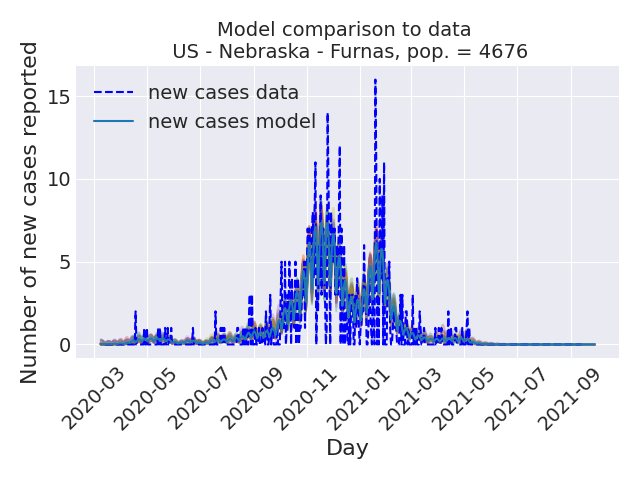 Model comparison to data
US - Nebraska - Furnas, pop. = 4676
Number of new cases reported
15
10
5
0
new cases data
new cases model
2020-03
2020-05
2020-07
2020-09
2020-11
2021-01
2021-03
2021-05
2021-07
2021-09
Day